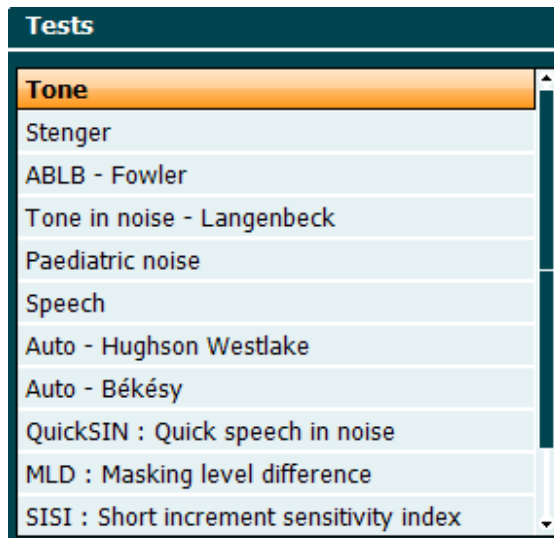 Tests
Tone
Stenger
ABLB - Fowler
Tone in noise - Langenbeck
Paediatric noise
Speech
Auto - Hughson Westlake
Auto - Békésy
QuickSIN : Quick speech in noise
MLD : Masking level difference
SISI : Short increment sensitivity index